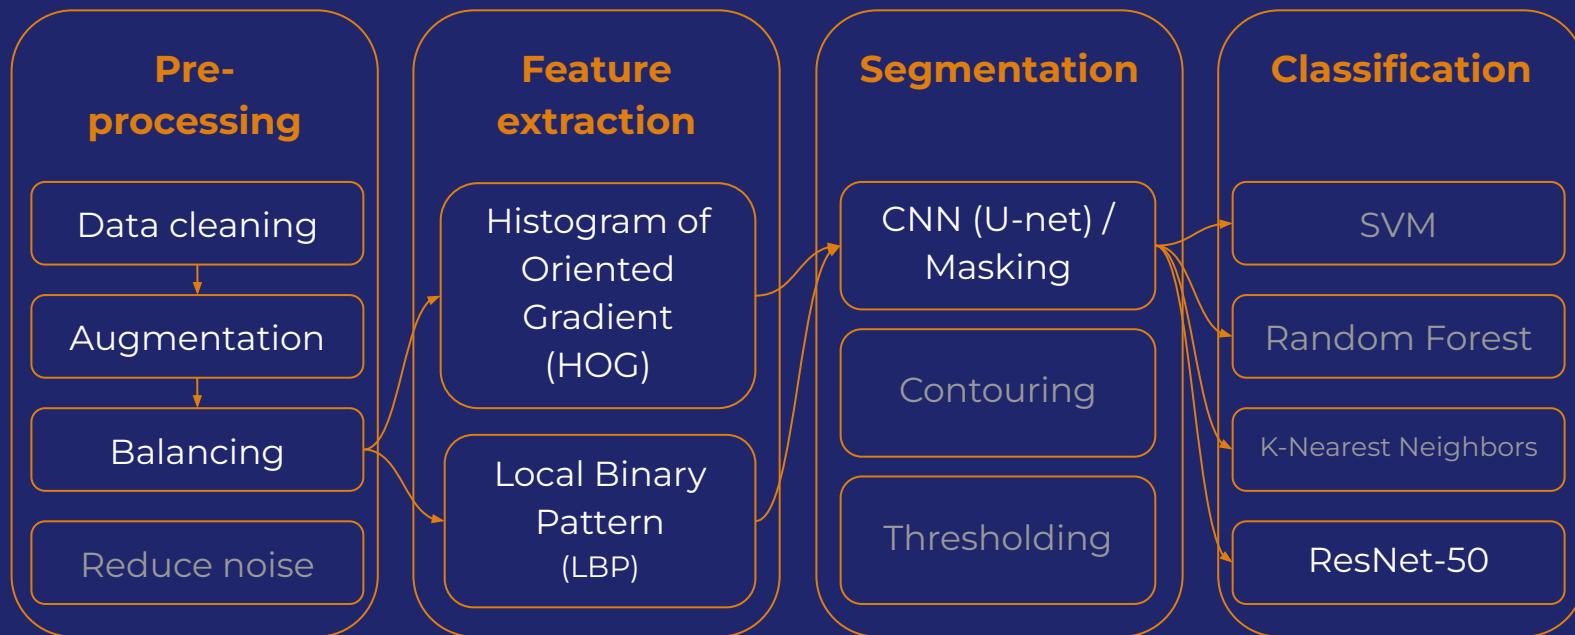 Pre-
processing
Data cleaning
Augmentation
Balancing
Reduce noise
Feature
extraction
Histogram of
Oriented
Gradient
(HOG)
Local Binary
Pattern
(LBP)
Segmentation
CNN (U-net) /
Masking
Contouring
Thresholding
Classification
SVM
Random Forest
K-Nearest Neighbors
ResNet-50